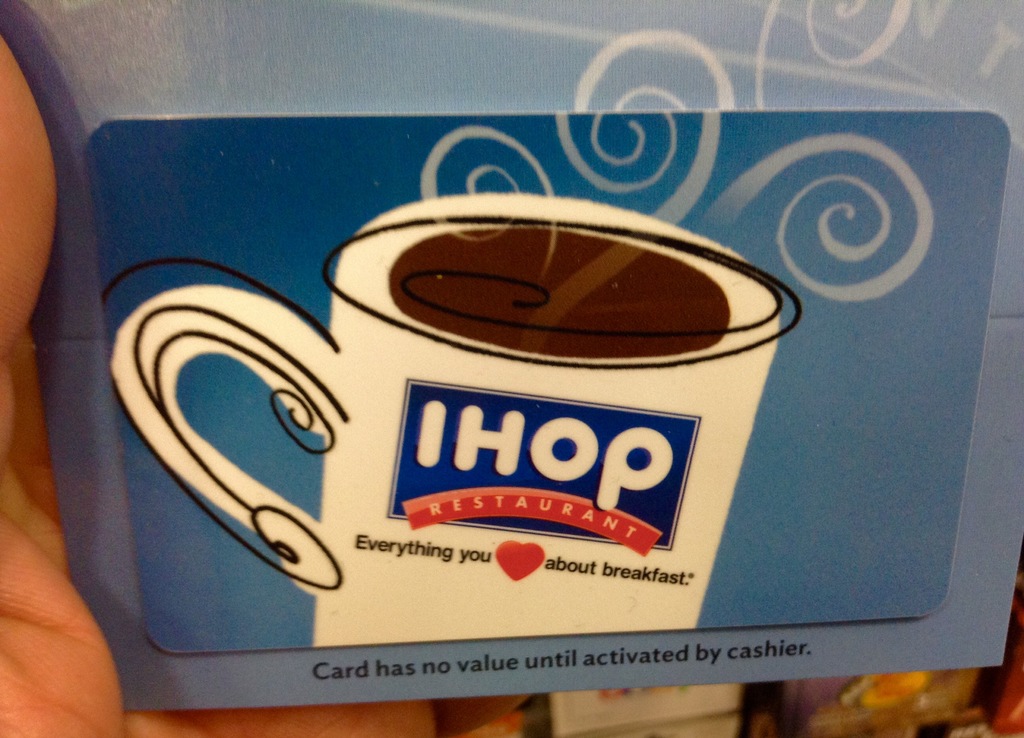 IHOP
RESTAURANT
Everything you ♥ about breakfast.®
Card has no value until activated by cashier.